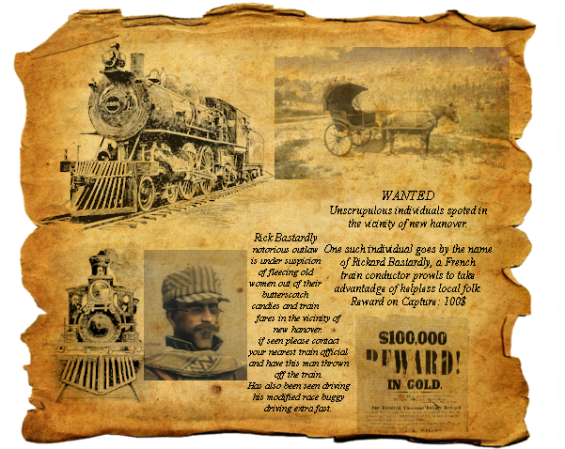 WANTED
Unscrupulous individuals spoted in
the vicinity of new hanover.
One such individual goes by the name
of Rickard Bastardly, a French
train conductor prowls to take
advantadge of helpless local folk
Reward on Capture: 100$
Rick Bastardly
notorious outlaw
is under suspicion
of fleecing old
women out of their
butterscotch
candies and train
fares in the vicinity of
new hanover.
if seen please contact
your nearest train official
and have this man thrown
off the train.
Has also been seen driving
his modified race buggy
driving extra fast.
$100,000
REWARD!
IN GOLD.